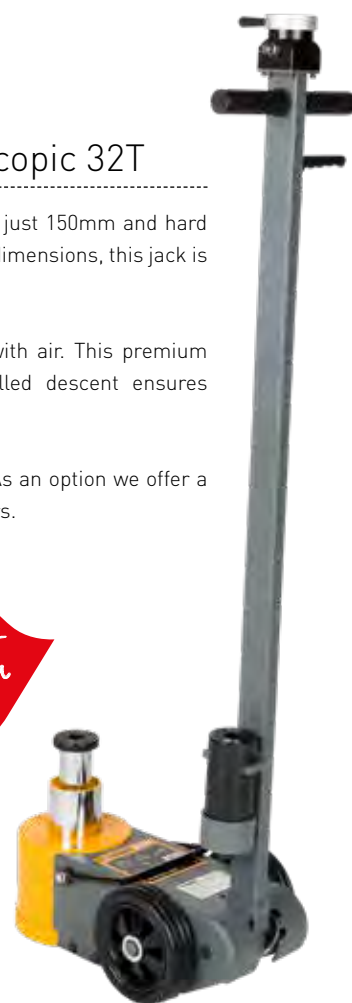 copic 32T
just 150mm and hard
dimensions, this jack is
with air. This premium
lled descent ensures
As an option we offer a
s.